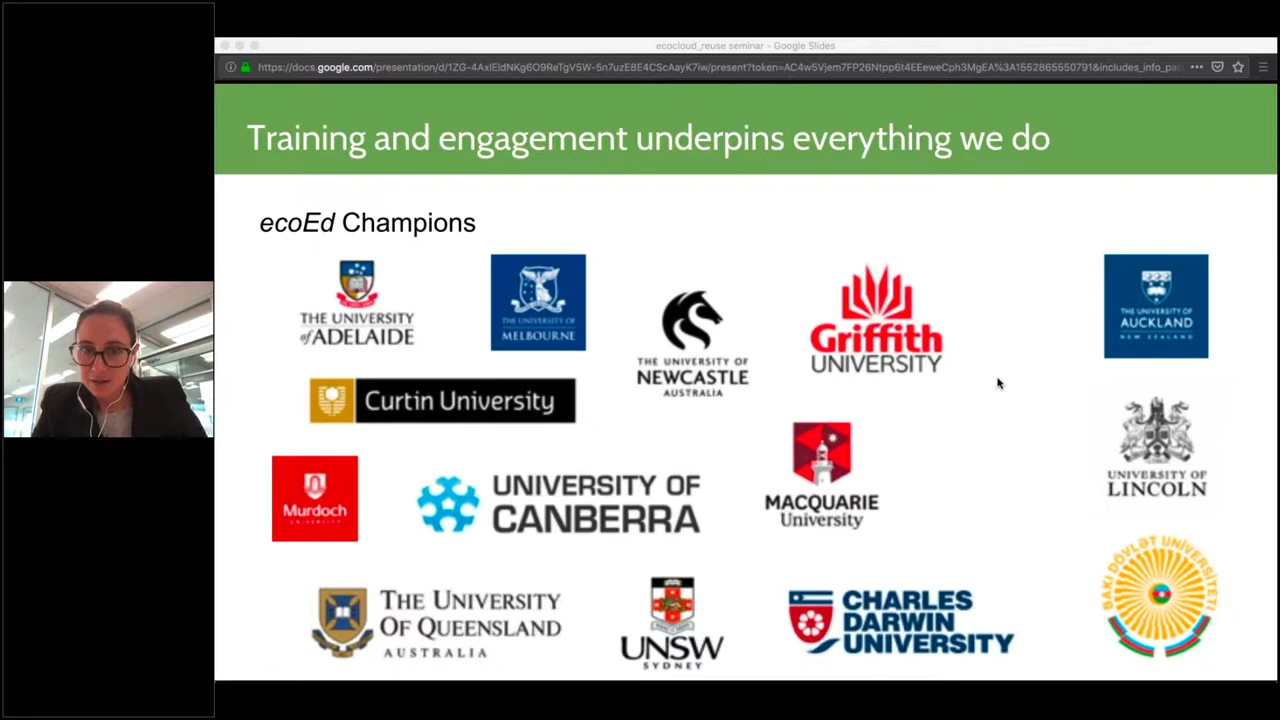 ecocloud_reuse seminar - Google Slides
Training and engagement underpins everything we do
ecoEd Champions
THE UNIVERSITY
of ADELAIDE
THE UNIVERSITY OF
MELBOURNE
THE UNIVERSITY OF
NEWCASTLE
AUSTRALIA
Griffith
UNIVERSITY
THE UNIVERSITY OF
AUCKLAND
NEW ZEALAND
Curtin University
Murdoch
UNIVERSITY
UNIVERSITY OF
CANBERRA
MACQUARIE
University
UNIVERSITY OF
LINCOLN
THE UNIVERSITY
OF QUEENSLAND
AUSTRALIA
UNSW
SYDNEY
CHARLES
DARWIN
UNIVERSITY
BAKI DÖVLƏT UNİVERSİTETİ